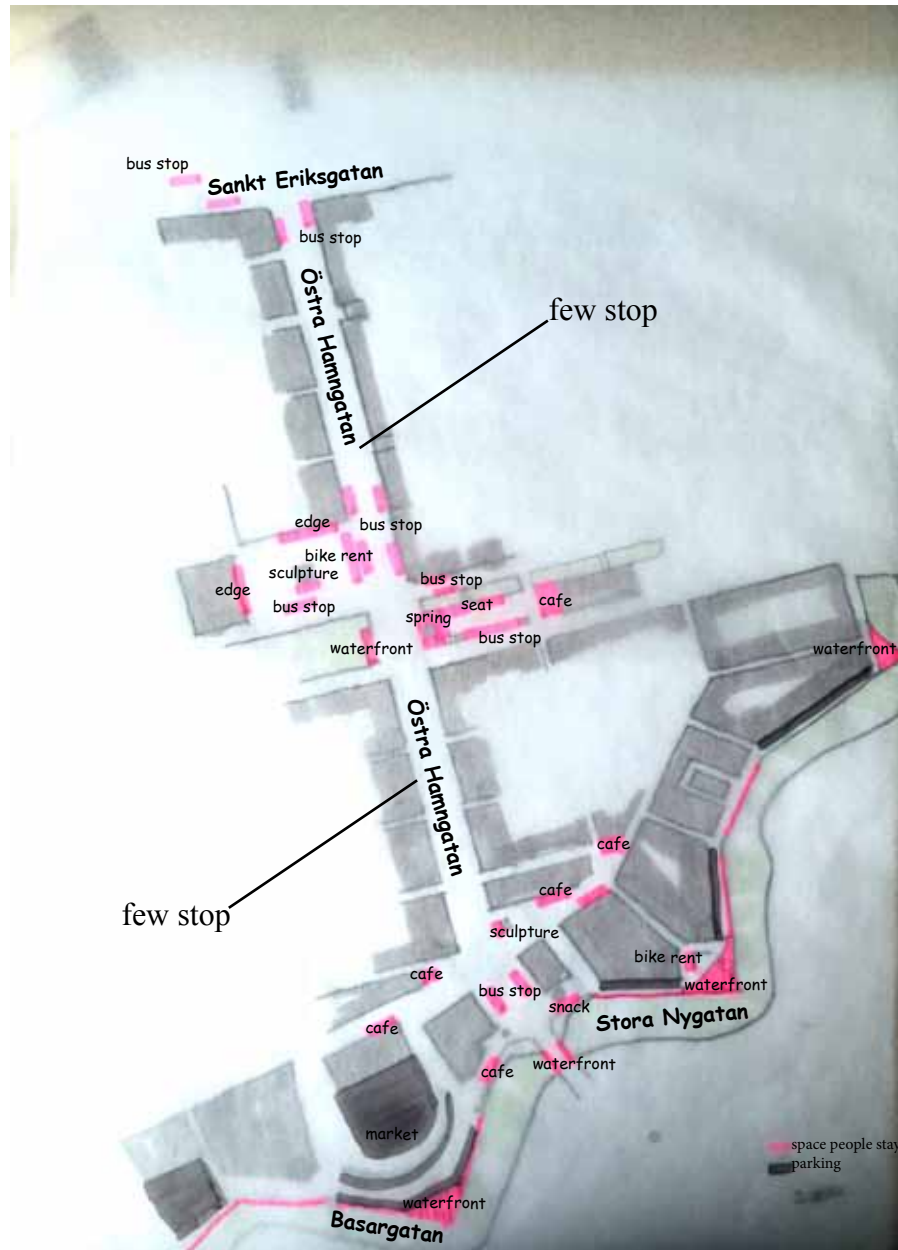 bus stop
Sankt Eriksgatan
bus stop
Östra Hamngatan
few stop
edge
bus stop
bike rent
sculpture
edge
bus stop
bus stop
seat
cafe
spring
bus stop
waterfront
waterfront
Östra Hamngatan
few stop
cafe
cafe
sculpture
bike rent
cafe
bus stop
waterfront
snack
Stora Nygatan
cafe
waterfront
cafe
market
space people stay
parking
waterfront
Basargatan